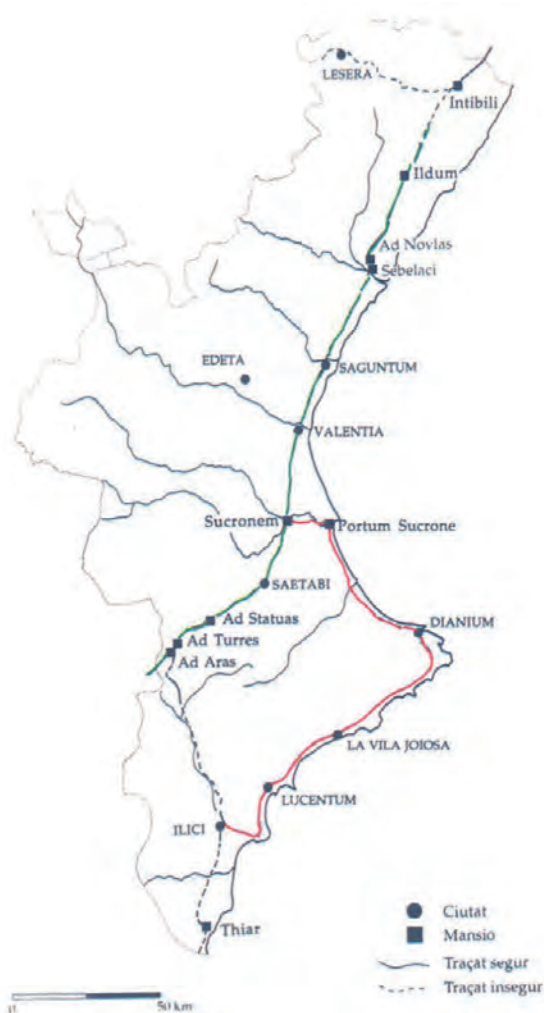 LESERA
Intibili
Ildum
Ad Novlas
Sebelaci
EDETA
SAGUNTUM
VALENTIA
Sucronem
Portum Sucrone
SAETABI
Ad Statuas
DIANIUM
Ad Turres
Ad Aras
LA VILA JOIOSA
LUCENTUM
ILICI
Thiar
Ciutat
Mansio
Traçat segur
Traçat insegur
50 km